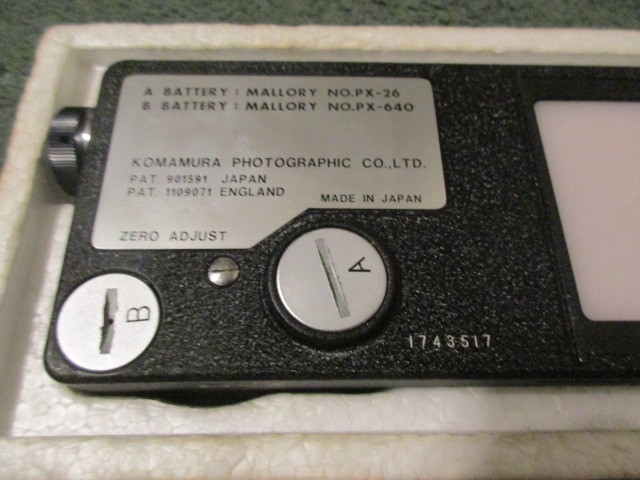 A BATTERY : MALLORY NO.PX-26
B BATTERY : MALLORY NO.PX-640
KOMAMURA PHOTOGRAPHIC CO.,LTD.
PAT. 901591 JAPAN
PAT. 1109071 ENGLAND
MADE IN JAPAN
ZERO ADJUST
A
B
1743517